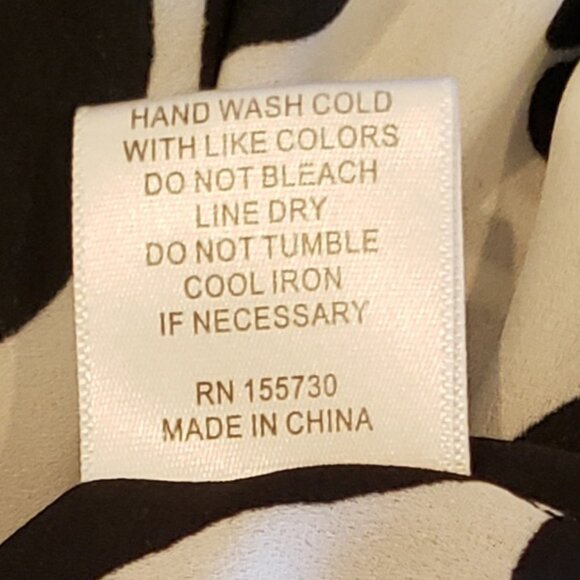 HAND WASH COLD
WITH LIKE COLORS
DO NOT BLEACH
LINE DRY
DO NOT TUMBLE
COOL IRON
IF NECESSARY
RN 155730
MADE IN CHINA